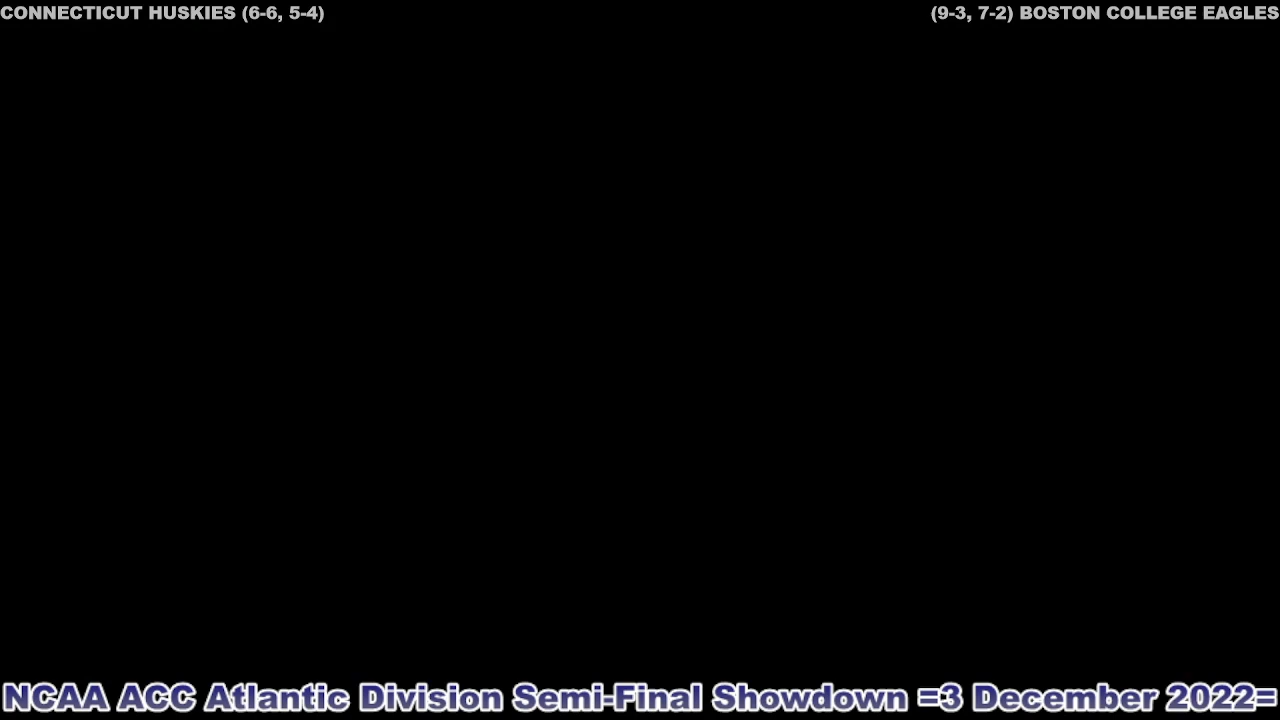 CONNECTICUT HUSKIES (6-6, 5-4)
(9-3, 7-2) BOSTON COLLEGE EAGLES
NCAA ACC Atlantic Division Semi-Final Showdown =3 December 2022=